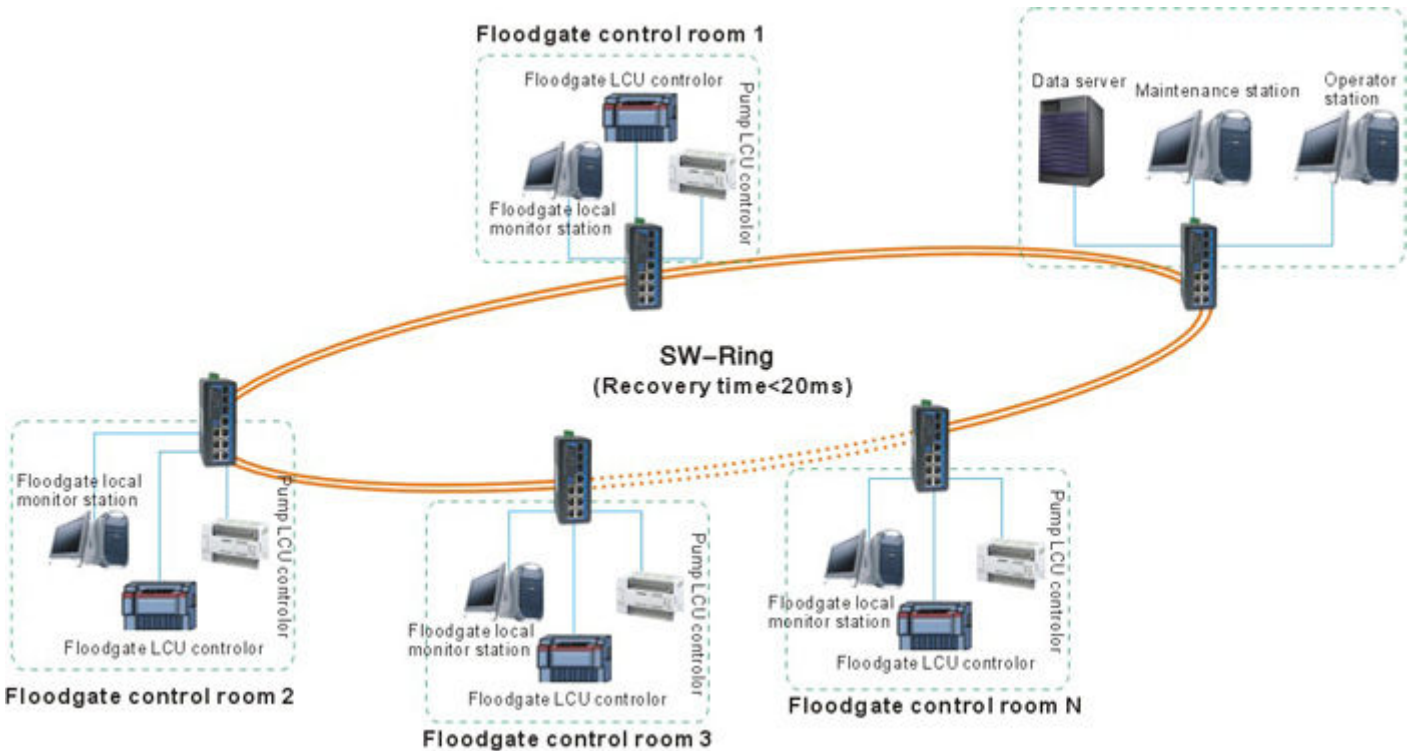 Floodgate control room 1
Floodgate LCU controlor
Pump LCU controlor
Floodgate local
monitor station
Data server
Maintenance station
Operator
station
SW–Ring
(Recovery time<20ms)
Floodgate local
monitor station
Pump LCU controlor
Floodgate LCU controlor
Floodgate control room 2
Floodgate local
monitor station
Pump LCU controlor
Floodgate LCU controlor
Floodgate control room 3
Floodgate local
monitor station
Pump LCU controlor
Floodgate LCU controlor
Floodgate control room N